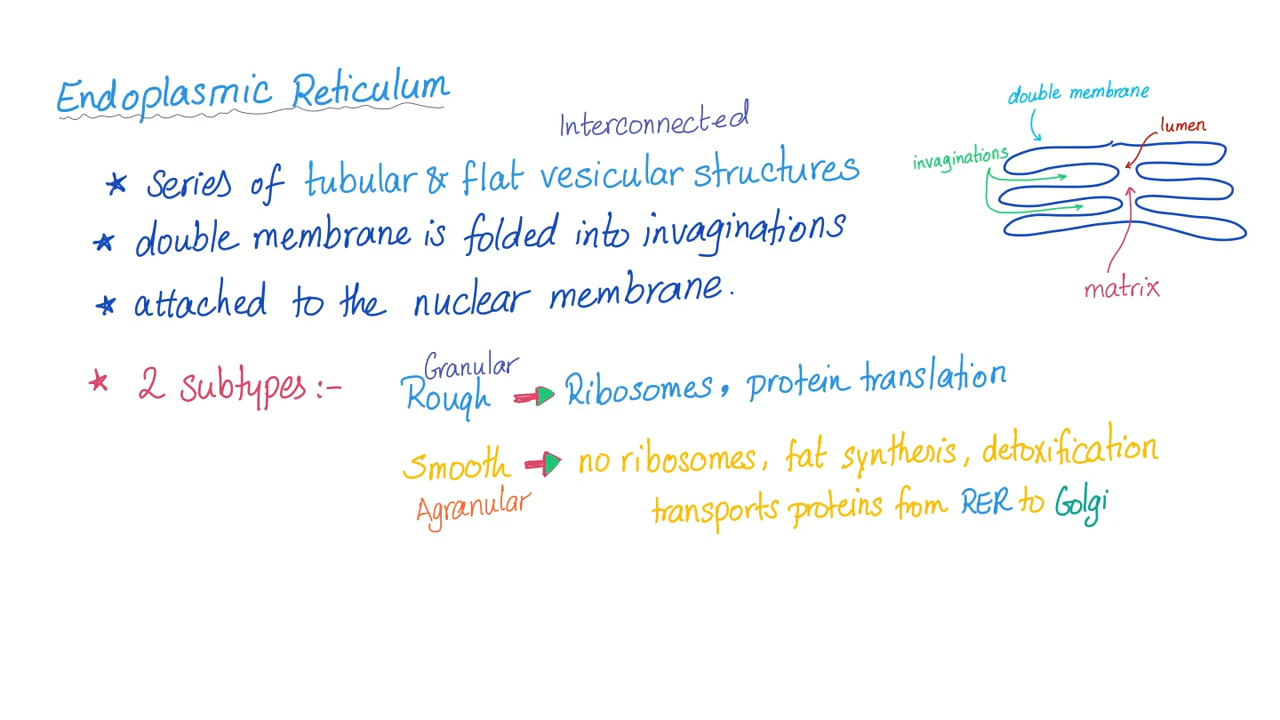 Endoplasmic Reticulum
Interconnected
* series of tubular & flat vesicular structures
* double membrane is folded into invaginations
* attached to the nuclear membrane.
* 2 subtypes:-
Granular
Rough → Ribosomes, protein translation
Smooth → no ribosomes, fat synthesis, detoxification
Agranular
transports proteins from RER to Golgi
double membrane
lumen
invaginations
matrix